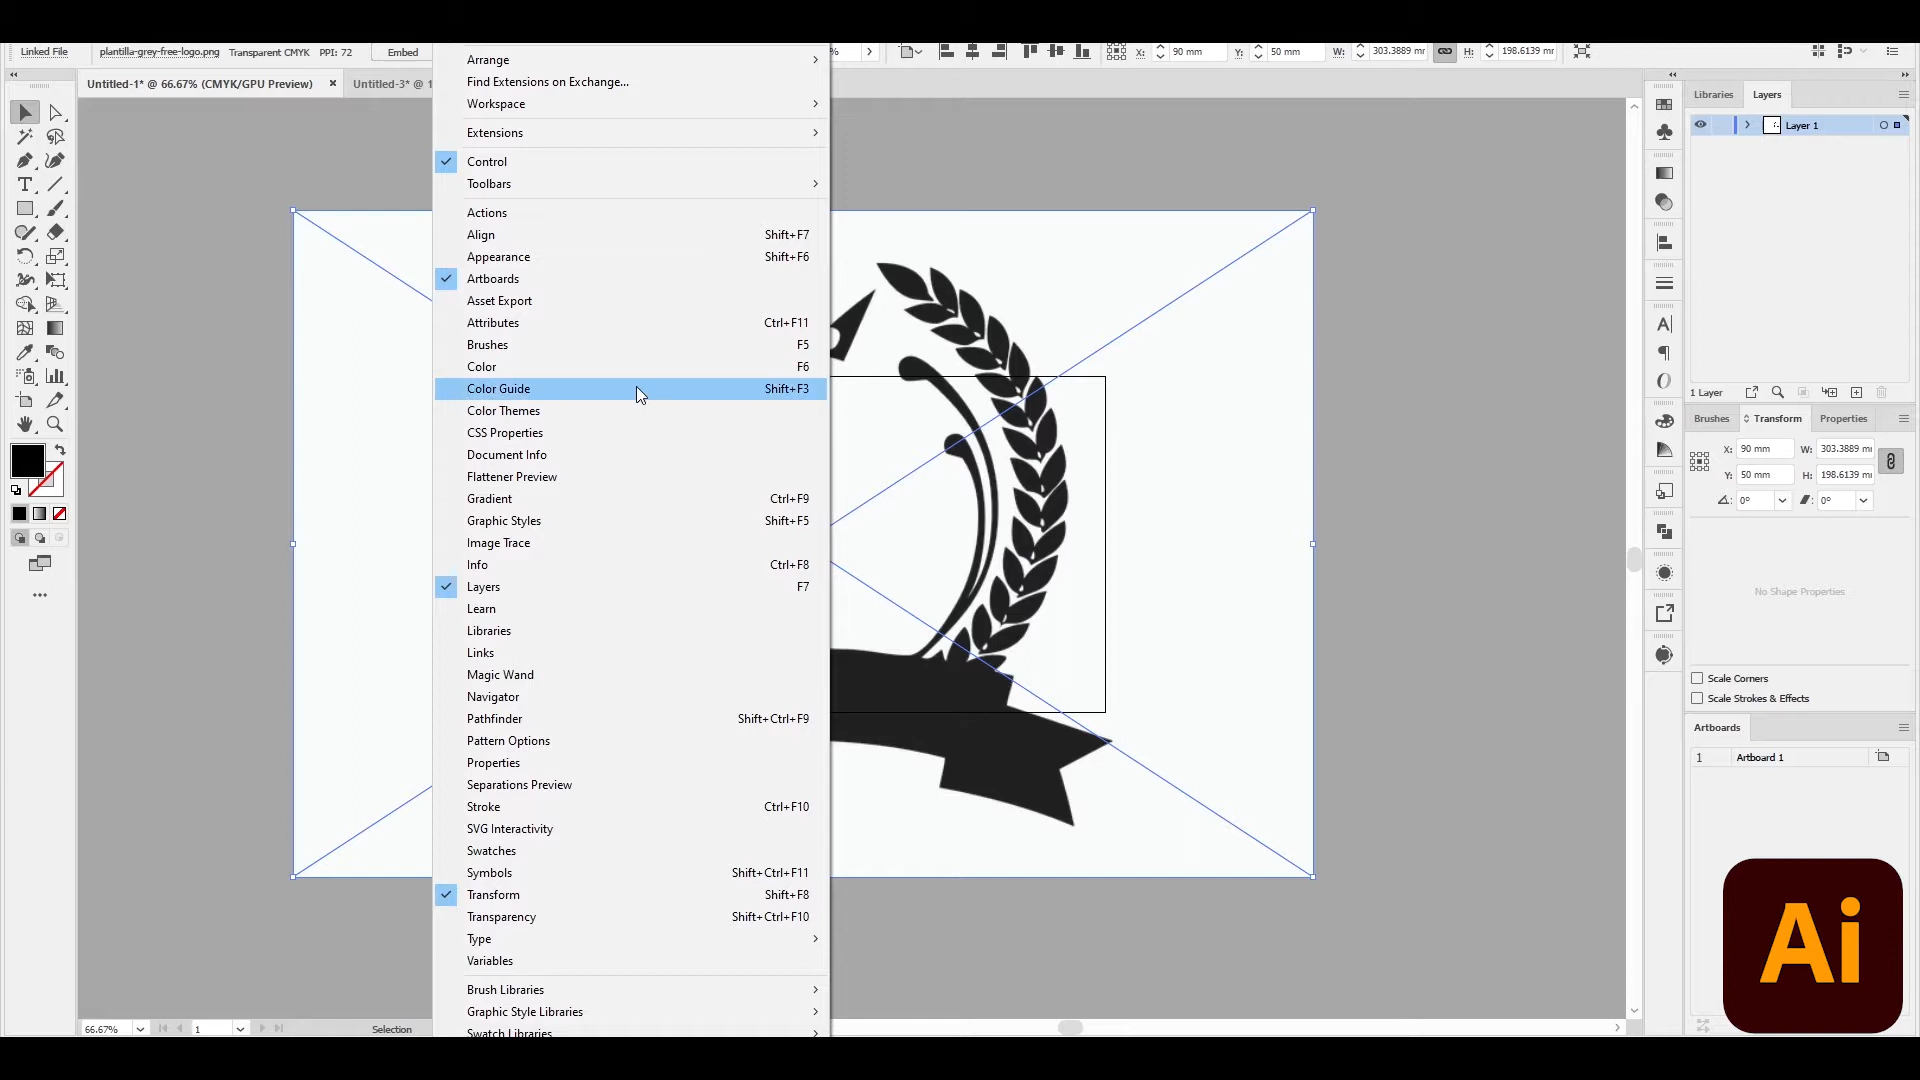 Linked File plantilla-grey-free-logo.png Transparent CMYK PPI: 72 Embed % X: 90 mm Y: 50 mm W: 303.3889 mm H: 198.6139 mm
Untitled-1* @ 66.67% (CMYK/GPU Preview) × Untitled-3* @ 1
Arrange
Find Extensions on Exchange...
Workspace
Extensions
Control
Toolbars
Actions
Align Shift+F7
Appearance Shift+F6
Artboards
Asset Export
Attributes Ctrl+F11
Brushes F5
Color F6
Color Guide Shift+F3
Color Themes
CSS Properties
Document Info
Flattener Preview
Gradient Ctrl+F9
Graphic Styles Shift+F5
Image Trace
Info Ctrl+F8
Layers F7
Learn
Libraries
Links
Magic Wand
Navigator
Pathfinder Shift+Ctrl+F9
Pattern Options
Properties
Separations Preview
Stroke Ctrl+F10
SVG Interactivity
Swatches
Symbols Shift+Ctrl+F11
Transform Shift+F8
Transparency Shift+Ctrl+F10
Type
Variables
Brush Libraries
Graphic Style Libraries
Swatch Libraries
Libraries Layers
Layer 1
1 Layer
Brushes Transform Properties
X: 90 mm W: 303.3889 m
Y: 50 mm H: 198.6139 m
0° 0°
No Shape Properties
Scale Corners
Scale Strokes & Effects
Artboards
1 Artboard 1
Ai
66.67% 1 Selection